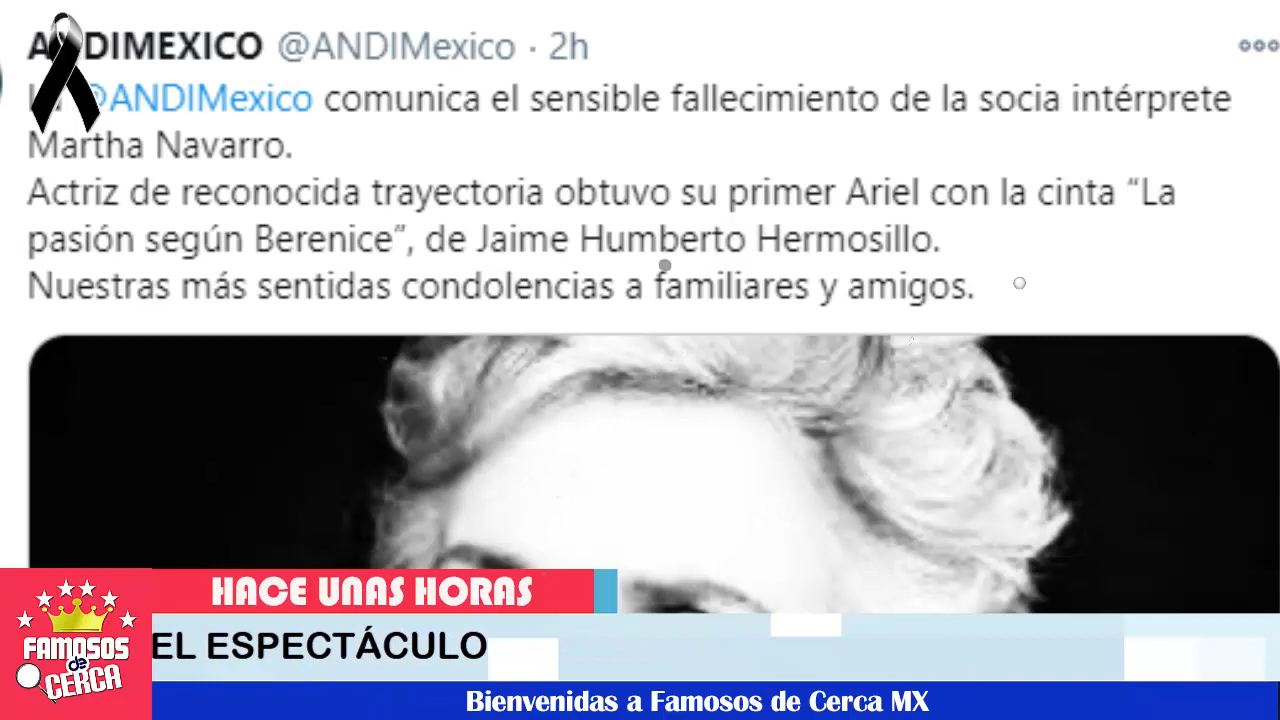 ANDIMEXICO @ANDIMexico · 2h
La @ANDIMexico comunica el sensible fallecimiento de la socia intérprete
Martha Navarro.
Actriz de reconocida trayectoria obtuvo su primer Ariel con la cinta “La
pasión según Berenice”, de Jaime Humberto Hermosillo.
Nuestras más sentidas condolencias a familiares y amigos.
HACE UNAS HORAS
EL ESPECTÁCULO
FAMOSOS
de
CERCA
Bienvenidas a Famosos de Cerca MX